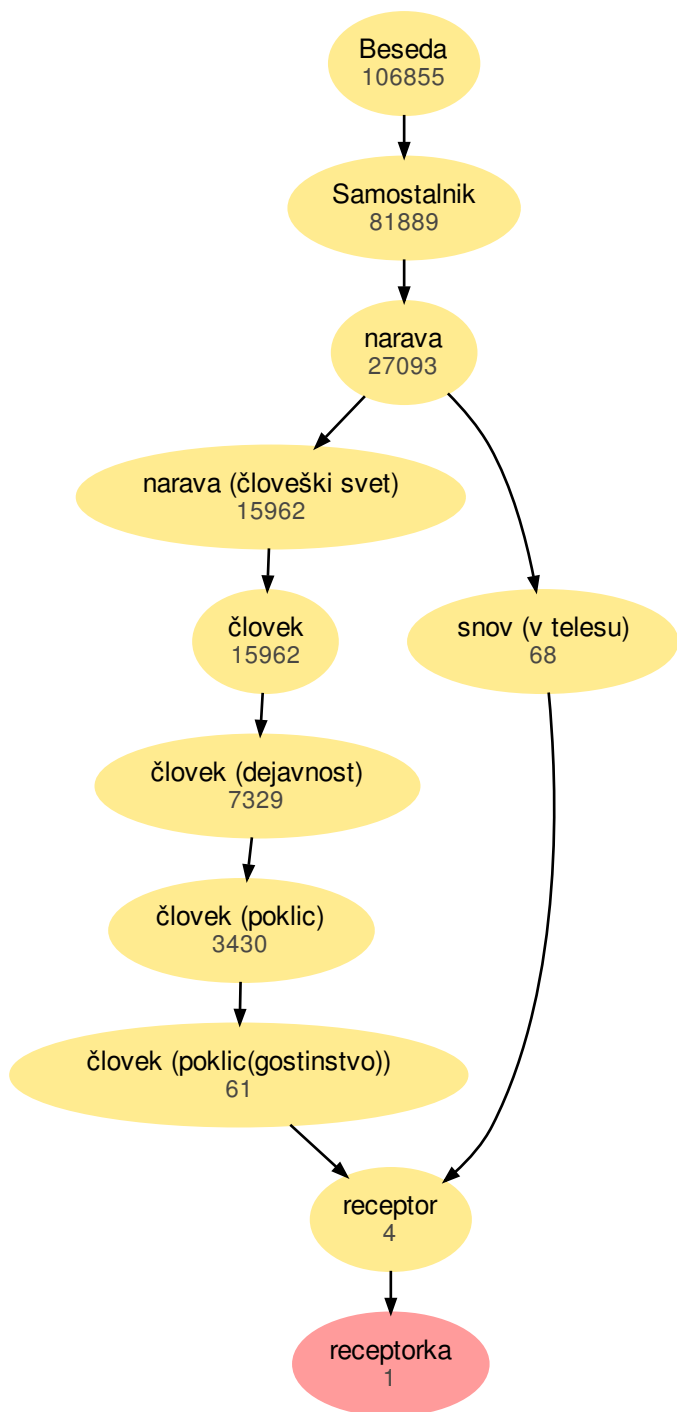 Beseda
106855
Samostalnik
81889
narava
27093
narava (človeški svet)
15962
človek
15962
snov (v telesu)
68
človek (dejavnost)
7329
človek (poklic)
3430
človek (poklic(gostinstvo))
61
receptor
4
receptorka
1